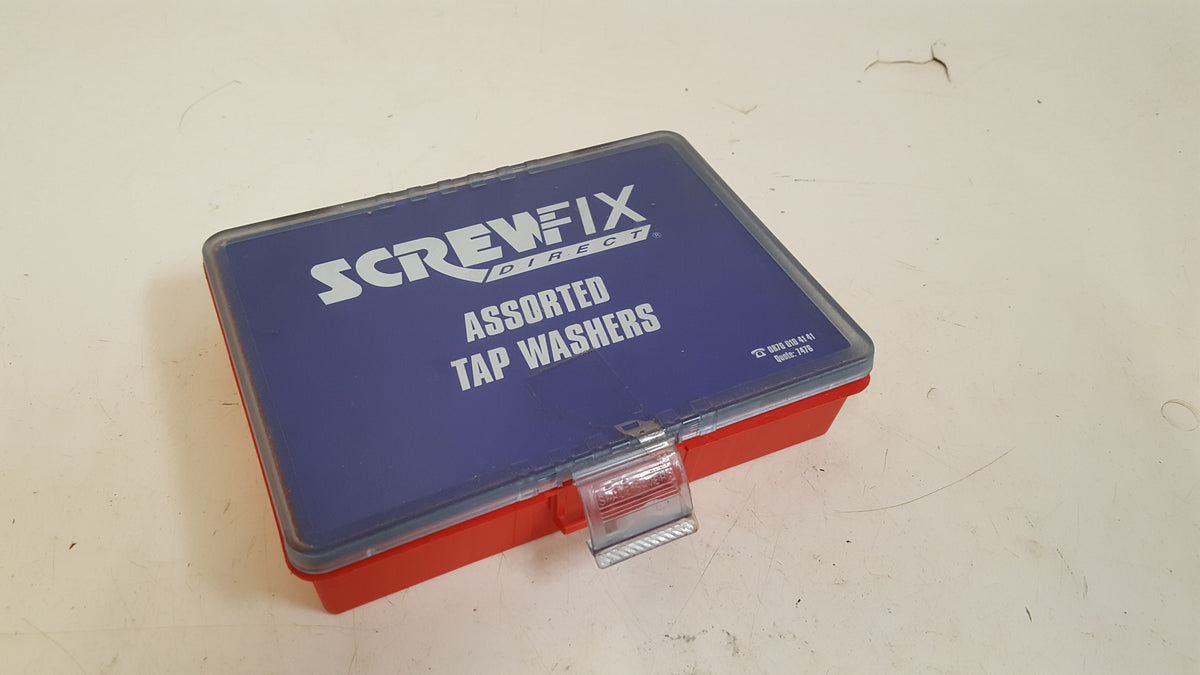 SCREWFIX
DIRECT®
ASSORTED
TAP WASHERS
☎ 0870 010 41 41
Quote: 7476